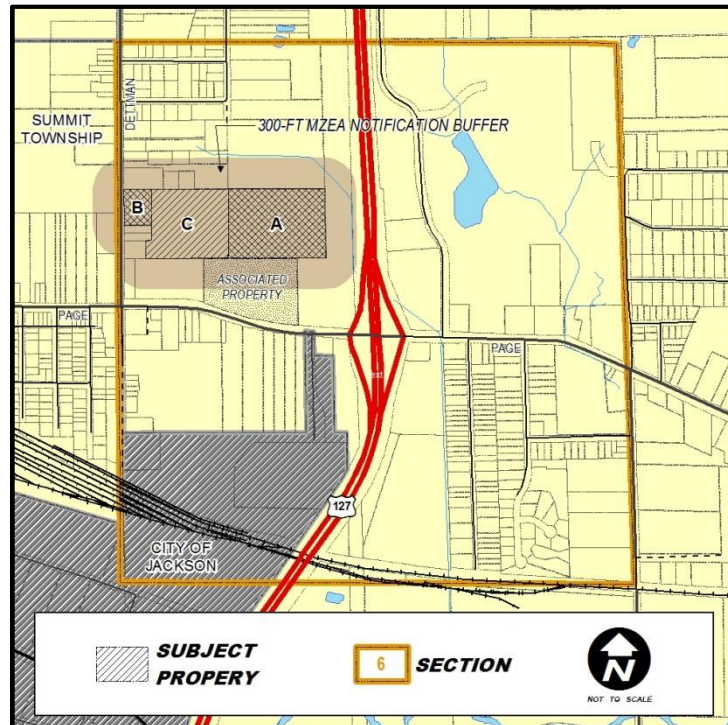 SUMMIT
TOWNSHIP
DETTMAN
300-FT MZEA NOTIFICATION BUFFER
B
C
A
ASSOCIATED
PROPERTY
PAGE
PAGE
127
CITY OF
JACKSON
SUBJECT
PROPERY
6
SECTION
N
NOT TO SCALE